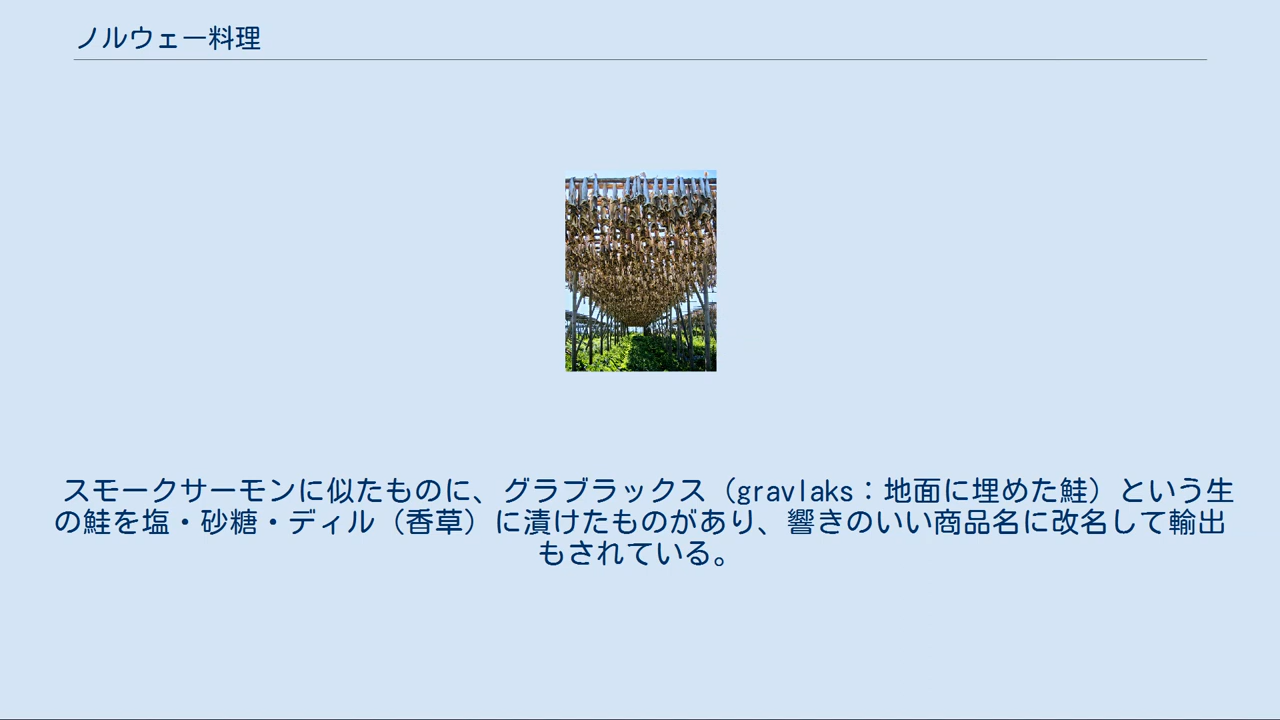 ノルウェー料理
スモークサーモンに似たものに、グラブラックス（gravlaks：地面に埋めた鮭）という生
の鮭を塩・砂糖・ディル（香草）に漬けたものがあり、響きのいい商品名に改名して輸出
もされている。